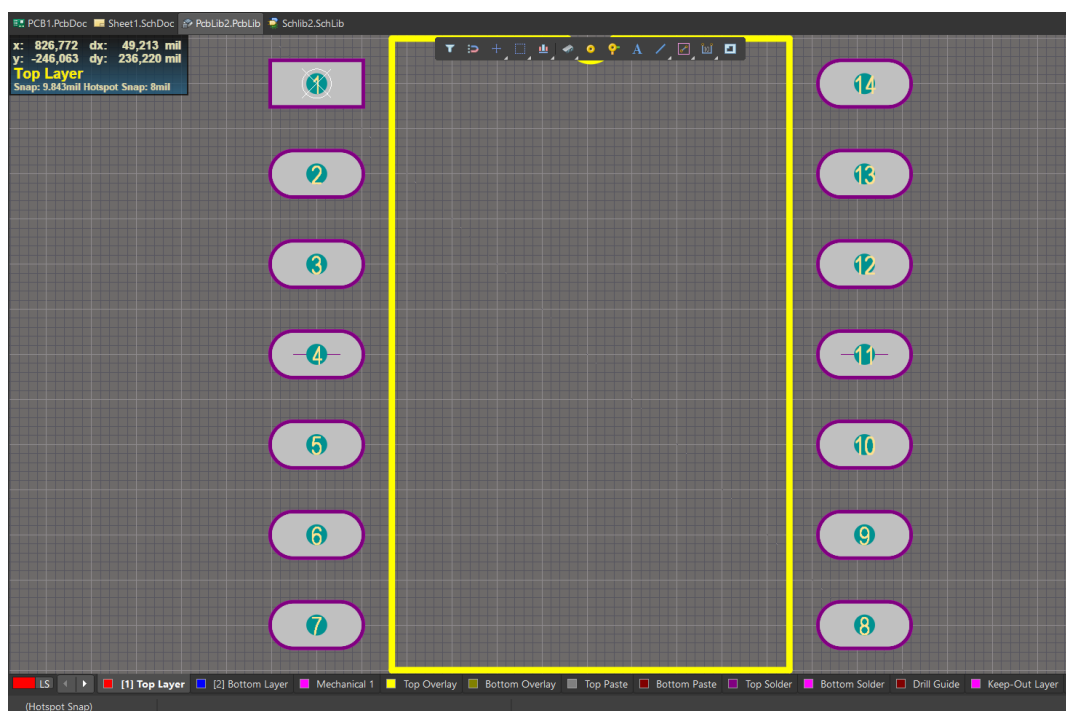 PCB1.PcbDoc Sheet1.SchDoc PcbLib2.PcbLib Schlib2.SchLib
x: 826,772 dx: 49,213 mil
y: -246,063 dy: 236,220 mil
Top Layer
Snap: 9.843mil Hotspot Snap: 8mil
A
1 14
2 13
3 12
4 11
5 10
6 9
7 8
LS [1] Top Layer [2] Bottom Layer Mechanical 1 Top Overlay Bottom Overlay Top Paste Bottom Paste Top Solder Bottom Solder Drill Guide Keep-Out Layer
(Hotspot Snap)